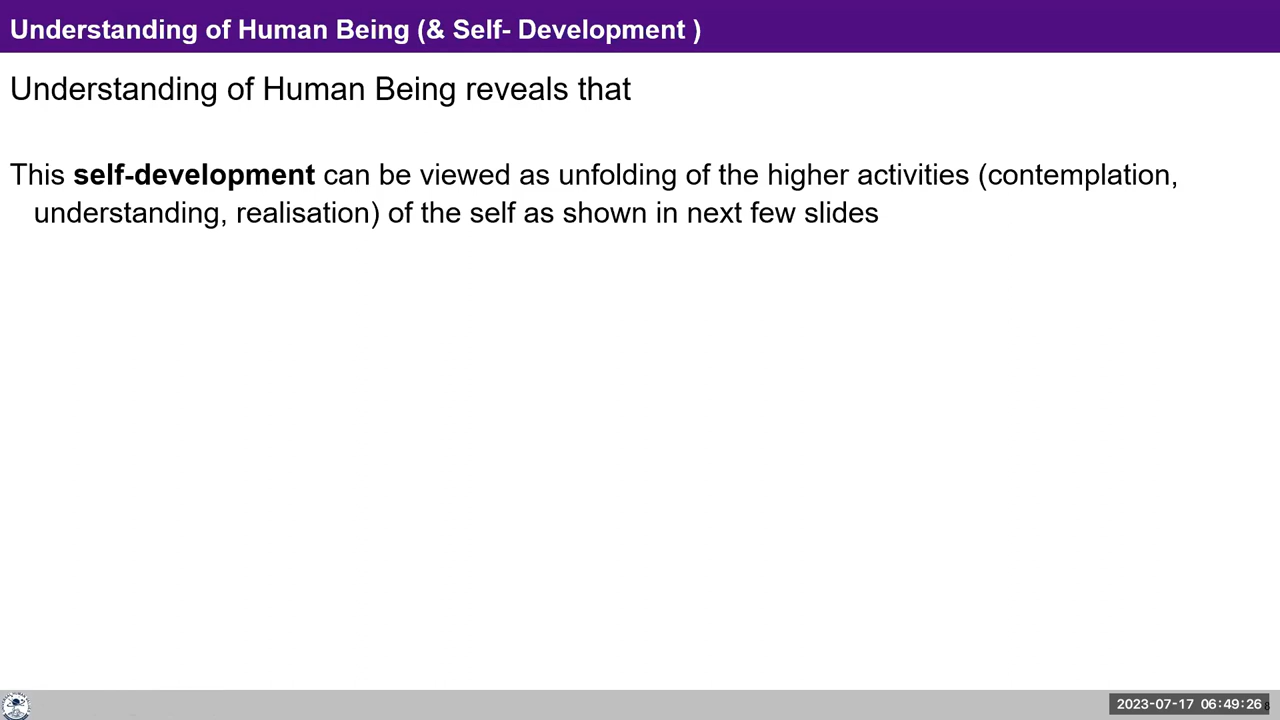 Understanding of Human Being (& Self- Development )
Understanding of Human Being reveals that
This self-development can be viewed as unfolding of the higher activities (contemplation,
understanding, realisation) of the self as shown in next few slides
2023-07-17 06:49:26
8